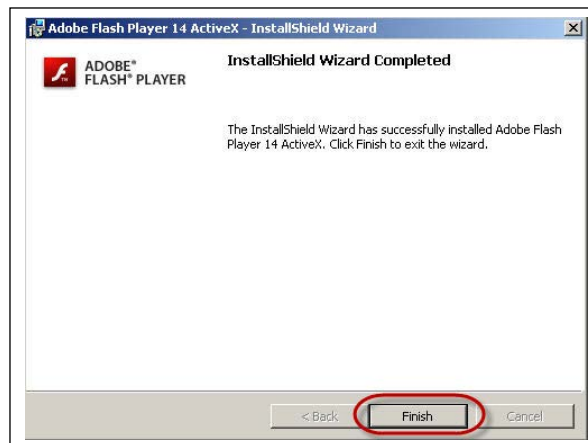 Adobe Flash Player 14 ActiveX - InstallShield Wizard
ADOBE®
FLASH® PLAYER
InstallShield Wizard Completed
The InstallShield Wizard has successfully installed Adobe Flash
Player 14 ActiveX. Click Finish to exit the wizard.
< Back Finish Cancel